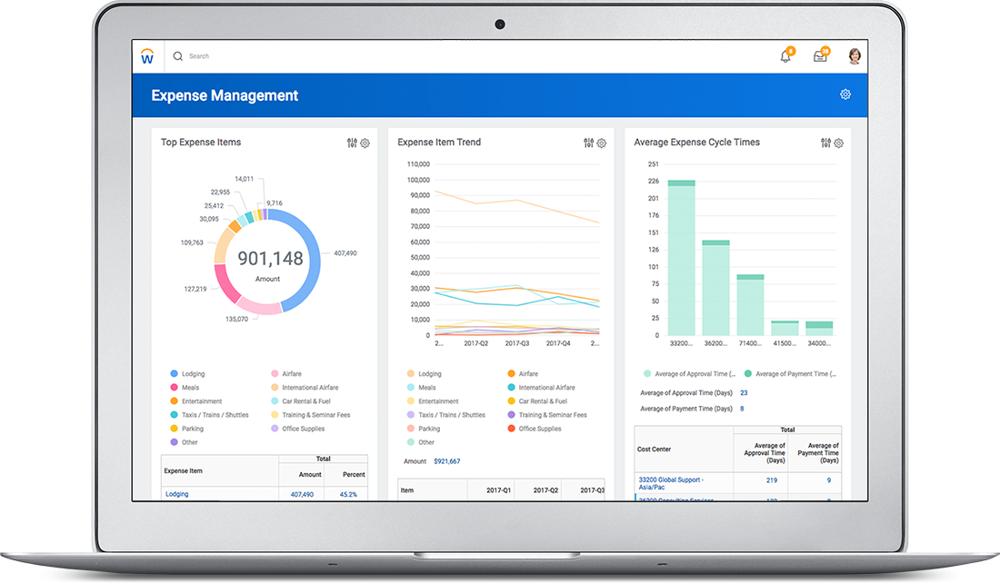 w
Search
8
28
Expense Management
Top Expense Items
14,011
22,955
9,716
25,412
30,095
109,763
407,490
901,148
Amount
127,219
135,070
Lodging
Airfare
Meals
International Airfare
Entertainment
Car Rental & Fuel
Taxis / Trains / Shuttles
Training & Seminar Fees
Parking
Office Supplies
Other
Total
Expense Item
Amount
Percent
Lodging
407,490
45.2%
Expense Item Trend
110,000
100,000
90,000
80,000
70,000
60,000
50,000
40,000
30,000
20,000
10,000
0
2...
2017-Q2
2017-Q3
2017-Q4
2...
Lodging
Airfare
Meals
International Airfare
Entertainment
Car Rental & Fuel
Taxis / Trains / Shuttles
Training & Seminar Fees
Parking
Office Supplies
Other
Amount $921,667
Item
2017-Q1
2017-Q2
2017-Q3
Average Expense Cycle Times
251
226
201
176
151
126
101
75
50
25
0
33200...
36200...
71400...
41500...
34000...
Average of Approval Time (...
Average of Payment Time (...
Average of Approval Time (Days) 23
Average of Payment Time (Days) 8
Total
Cost Center
Average of
Approval Time
(Days)
Average of
Payment Time
(Days)
33200 Global Support -
Asia/Pac
219
9